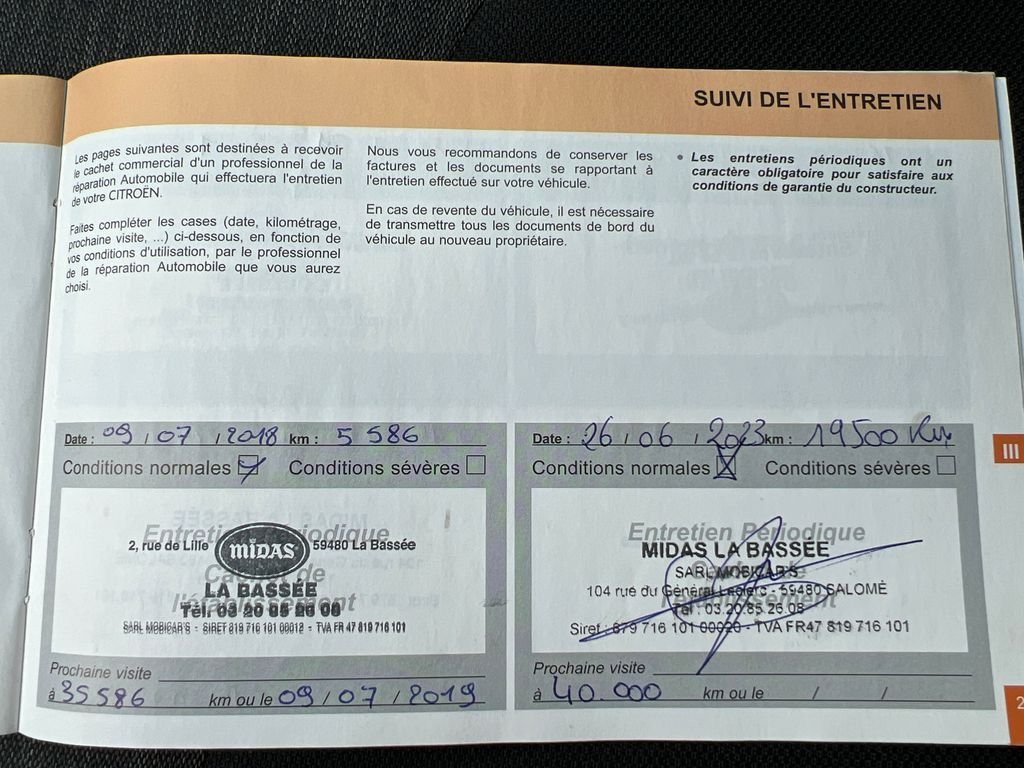 SUIVI DE L'ENTRETIEN
Les pages suivantes sont destinées à recevoir
le cachet commercial d'un professionnel de la
réparation Automobile qui effectuera l'entretien
de votre CITROËN.
Faites compléter les cases (date, kilométrage,
prochaine visite, ...) ci-dessous, en fonction de
vos conditions d'utilisation, par le professionnel
de la réparation Automobile que vous aurez
choisi.
Nous vous recommandons de conserver les
factures et les documents se rapportant à
l'entretien effectué sur votre véhicule.
En cas de revente du véhicule, il est nécessaire
de transmettre tous les documents de bord du
véhicule au nouveau propriétaire.
• Les entretiens périodiques ont un
caractère obligatoire pour satisfaire aux
conditions de garantie du constructeur.
III
Date : 09 / 07 / 2018 km : 5 586
Conditions normales Conditions sévères
Entretien Périodique
2, rue de Lille MIDAS 59480 La Bassée
Cachet de
LA BASSÉE
l'établissement
Tél. 03 20 85 26 08
SARL MOBICAR'S - SIRET 819 716 101 00012 - TVA FR 47 819 716 101
Prochaine visite
à 35586 km ou le 09 / 07 / 2019
Date : 26 / 06 / 2023 km : 19500 Km
Conditions normales Conditions sévères
Entretien Périodique
MIDAS LA BASSÉE
SARL MOBICAR'S
104 rue du Général Leclerc - 59480 SALOMÉ
Tél : 03.20.85.26.08
Siret : 879 716 101 00020 - TVA FR47 819 716 101
Prochaine visite
à 40.000 km ou le / /
2